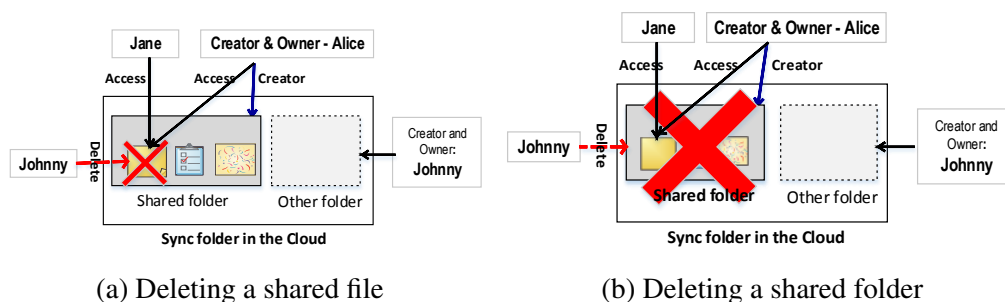 Jane
Creator & Owner - Alice
Access
Access
Creator
Johnny
Delete
Creator and
Owner:
Johnny
Shared folder
Other folder
Sync folder in the Cloud
(a) Deleting a shared file
Jane
Creator & Owner - Alice
Access
Access
Creator
Johnny
Delete
Creator and
Owner:
Johnny
Shared folder
Other folder
Sync folder in the Cloud
(b) Deleting a shared folder